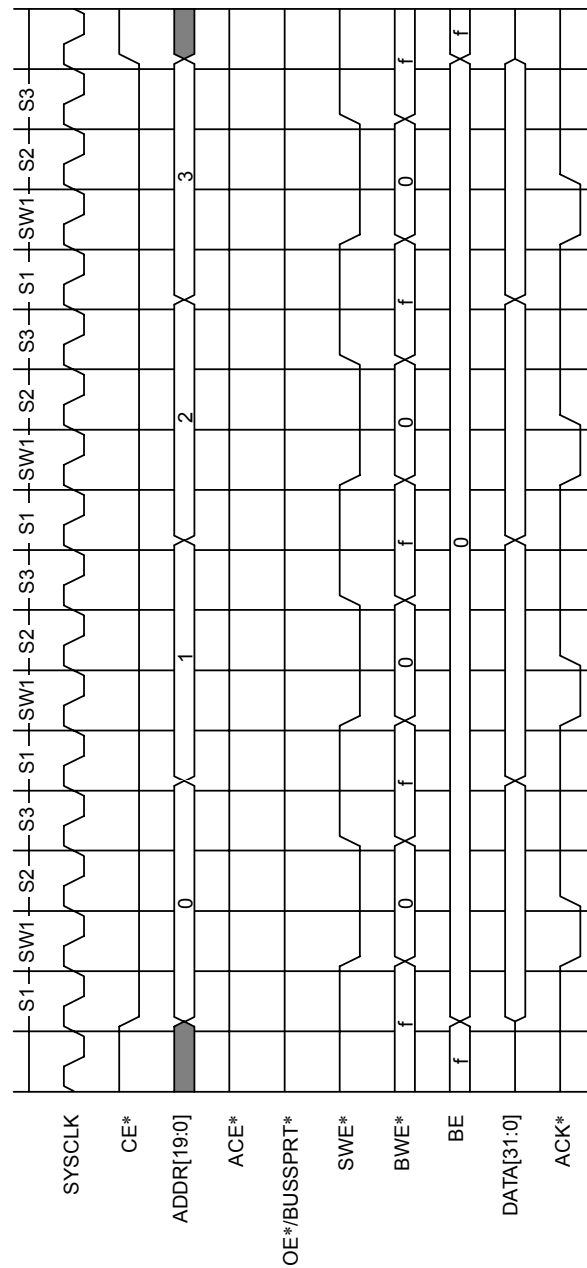 S1 SW1 S2 S3 S1 SW1 S2 S3 S1 SW1 S2 S3 S1 SW1 S2 S3
SYSCLK
CE*
ADDR[19:0] 0 1 2 3
ACE*
OE*/BUSSPRT*
SWE*
BWE* f 0 f 0 f 0 f 0 f
BE f 0 f
DATA[31:0]
ACK*